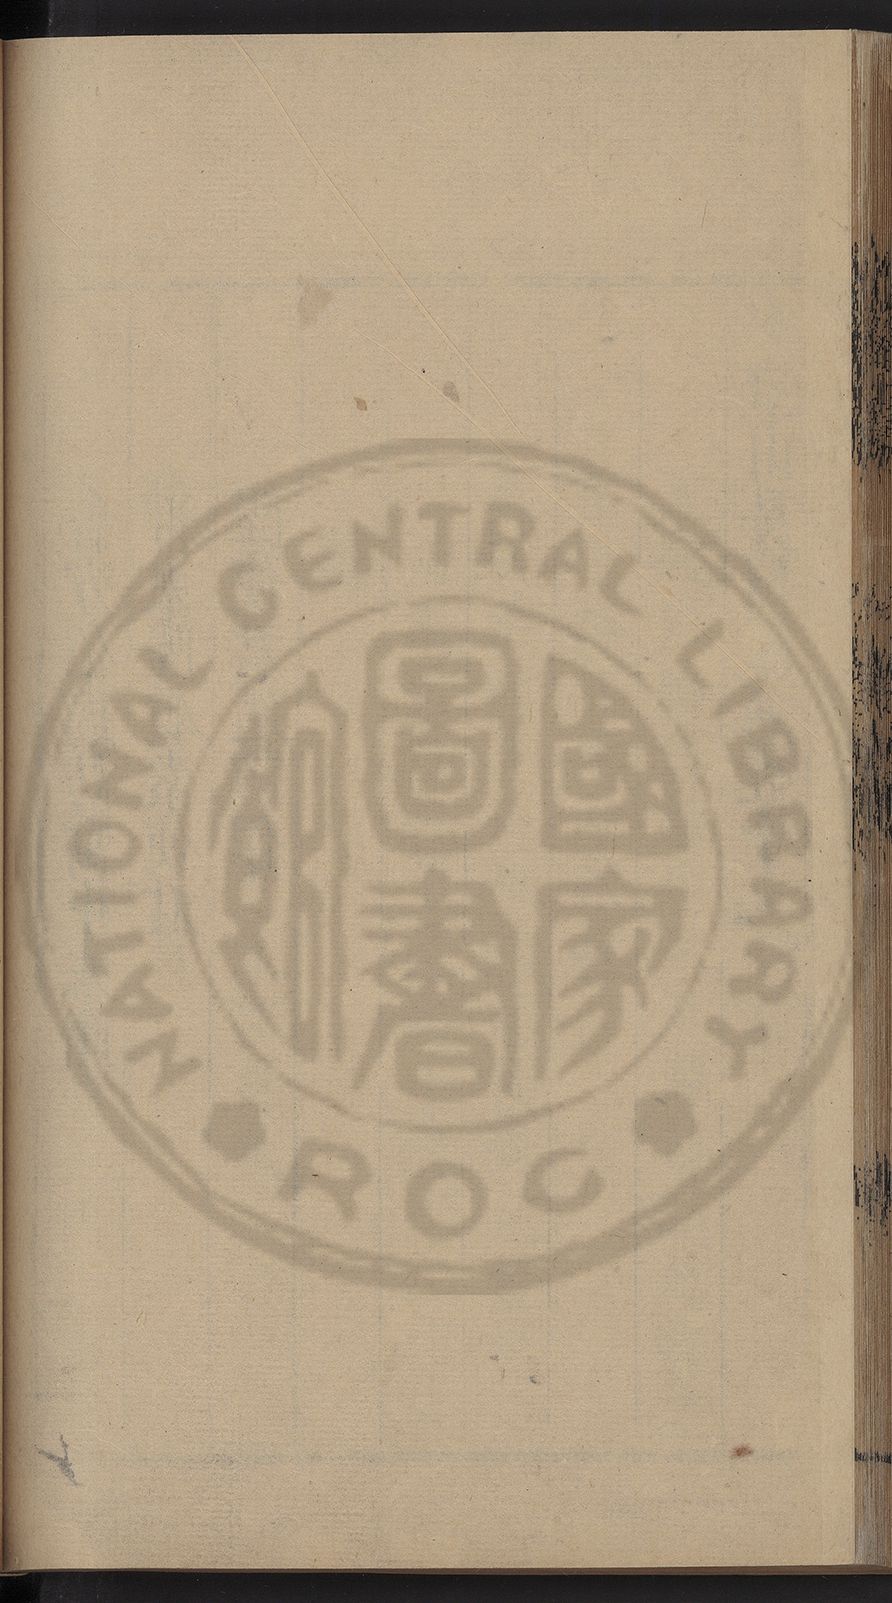 NATIONAL CENTRAL LIBRARY
國家
圖書
館
ROC